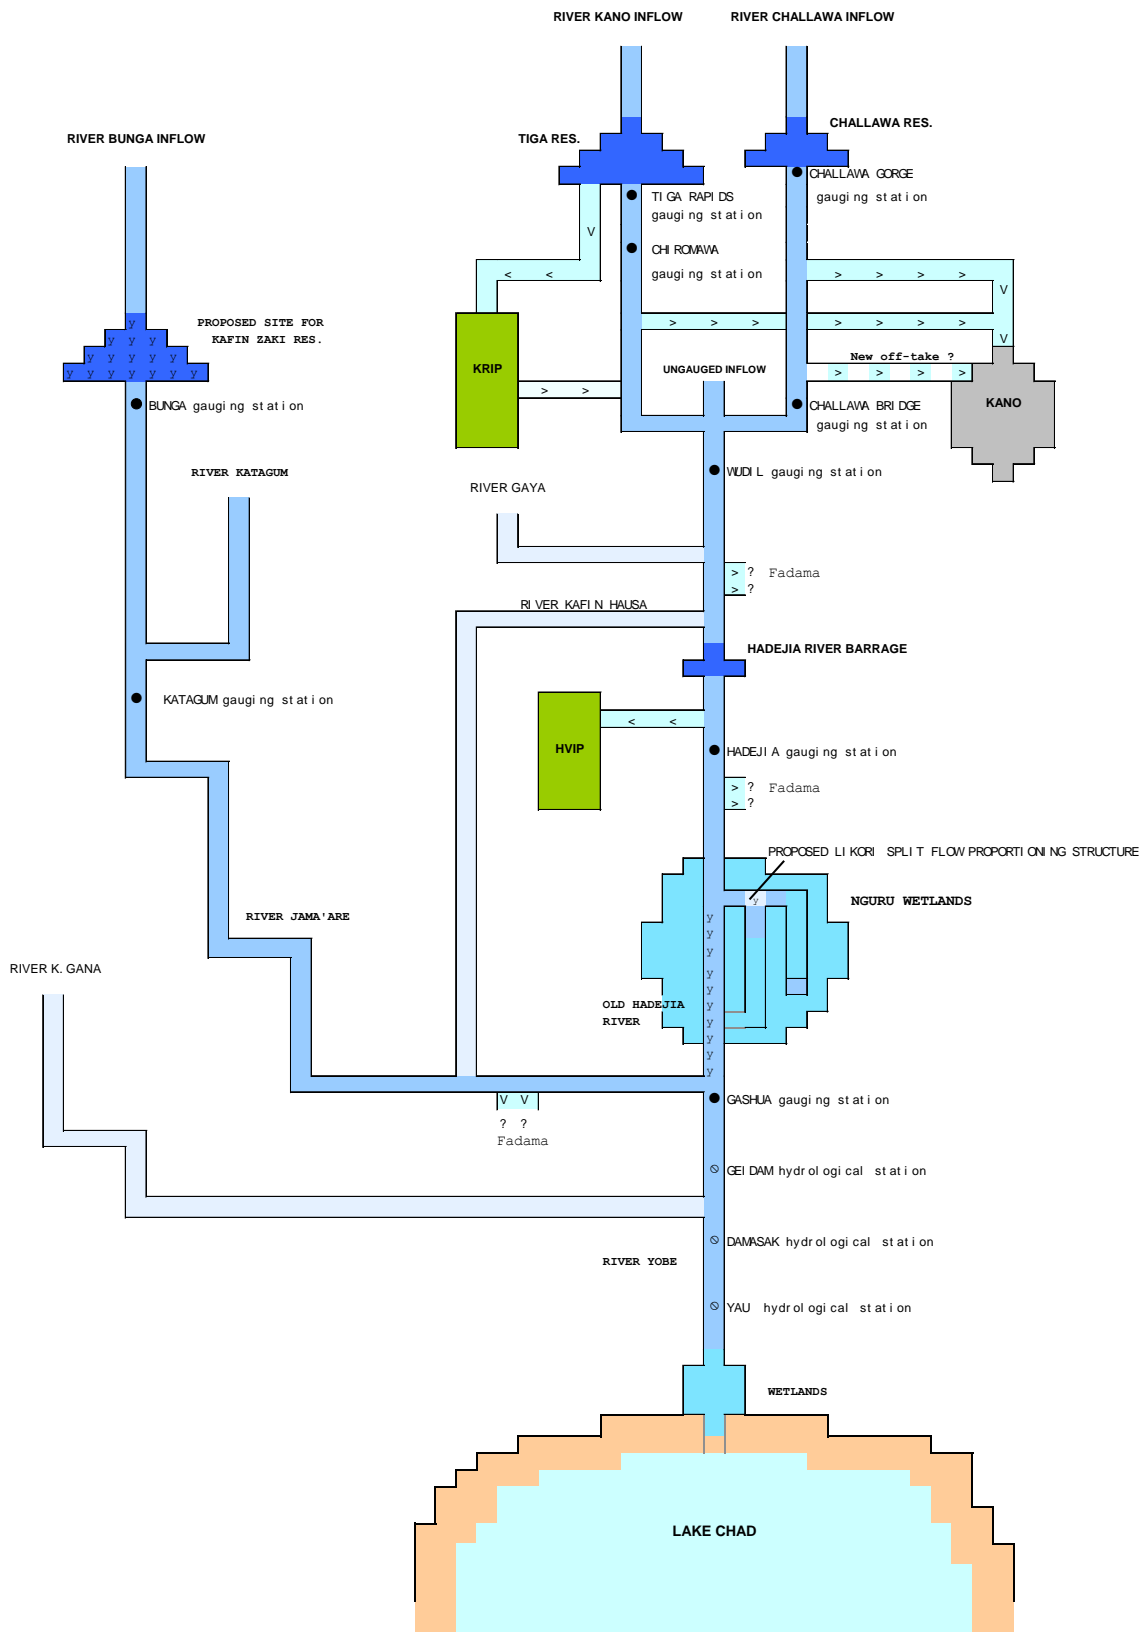 RIVER KANO INFLOW
RIVER CHALLAWA INFLOW
RIVER BUNGA INFLOW
TIGA RES.
CHALLAWA RES.
CHALLAWA GORGE
gauging station
TIGA RAPIDS
gauging station
V
CHIROMAWA
gauging station
< <
> > > >
V
PROPOSED SITE FOR
KAFIN ZAKI RES.
y
y y y
y y y y y
y y y y y y y
> > > > > > >
V
New off-take ?
> > > >
KRIP
UNGAUGED INFLOW
> >
KANO
BUNGA gauging station
CHALLAWA BRIDGE
gauging station
RIVER KATAGUM
WUDIL gauging station
RIVER GAYA
> ? Fadama
> ?
RIVER KAFIN HAUSA
HADEJIA RIVER BARRAGE
KATAGUM gauging station
< <
HVIP
HADEJIA gauging station
> ? Fadama
> ?
PROPOSED LIKORI SPLIT FLOW PROPORTIONING STRUCTURE
y
NGURU WETLANDS
y
y
y
y
y
y
y
y
y
y
RIVER JAMA'ARE
RIVER K. GANA
OLD HADEJIA
RIVER
V V
? ?
Fadama
GASHUA gauging station
GEIDAM hydrological station
DAMASAK hydrological station
RIVER YOBE
YAU hydrological station
WETLANDS
LAKE CHAD